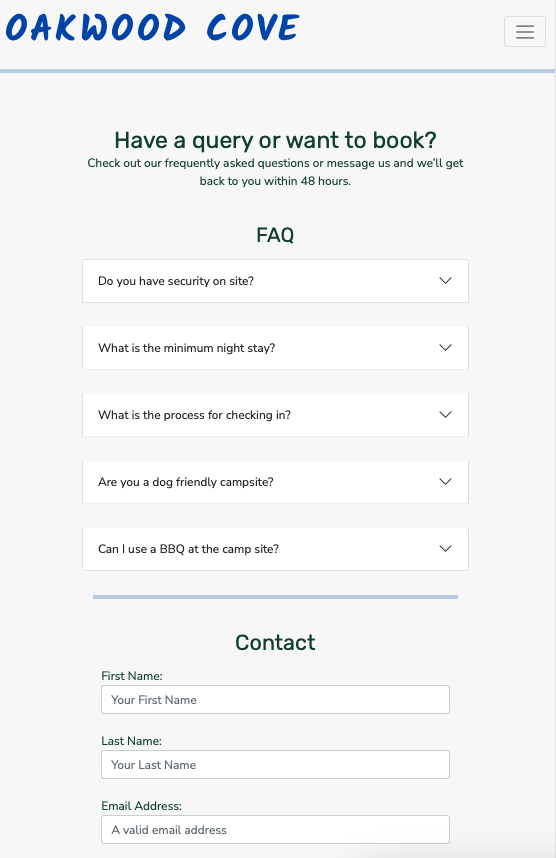 OAKWOOD COVE
Have a query or want to book?
Check out our frequently asked questions or message us and we'll get
back to you within 48 hours.
FAQ
Do you have security on site?
What is the minimum night stay?
What is the process for checking in?
Are you a dog friendly campsite?
Can I use a BBQ at the camp site?
Contact
First Name:
Your First Name
Last Name:
Your Last Name
Email Address:
A valid email address